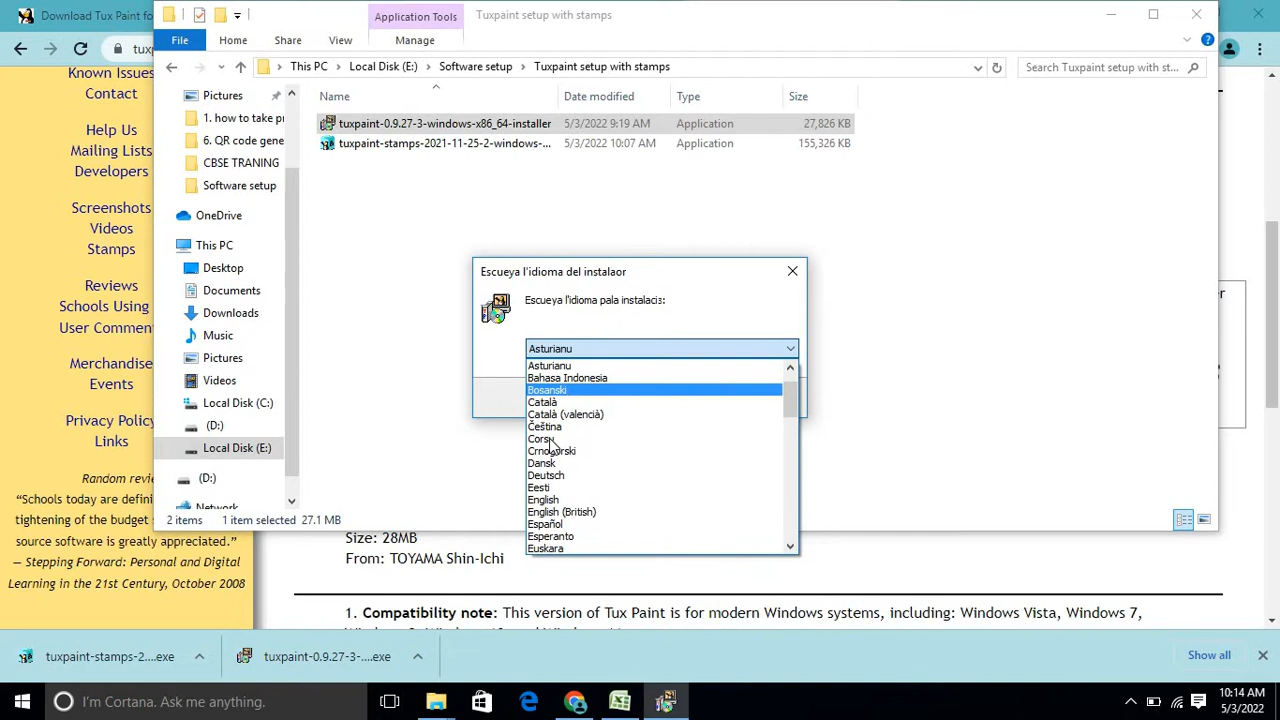 Download Tux Paint fo
Application Tools
Tuxpaint setup with stamps
File
Home
Share
View
Manage
tuxp
This PC
Local Disk (E:)
Software setup
Tuxpaint setup with stamps
Search Tuxpaint setup with st...
Known Issues
Contact
Help Us
Mailing Lists
Developers
Screenshots
Videos
Stamps
Reviews
Schools Using
User Commen
Merchandise
Events
Privacy Policy
Links
Random revie
“Schools today are defini
tightening of the budget s
source software is greatly appreciated.”
— Stepping Forward: Personal and Digital
Learning in the 21st Century, October 2008
Pictures
1. how to take pr
6. QR code gene
CBSE TRANING
Software setup
OneDrive
This PC
Desktop
Documents
Downloads
Music
Pictures
Videos
Local Disk (C:)
(D:)
Local Disk (E:)
(D:)
Network
Name
Date modified
Type
Size
tuxpaint-0.9.27-3-windows-x86_64-installer
5/3/2022 9:19 AM
Application
27,826 KB
tuxpaint-stamps-2021-11-25-2-windows-...
5/3/2022 10:07 AM
Application
155,326 KB
Escueya l'idioma del instalaor
Escueya l'idioma pala instalació:
Asturianu
Asturianu
Bahasa Indonesia
Bosanski
Català
Català (valencià)
Čeština
Corsu
Crnogorski
Dansk
Deutsch
Eesti
English
English (British)
Español
Esperanto
Euskara
2 items
1 item selected
27.1 MB
er
Size: 28MB
From: TOYAMA Shin-Ichi
1. Compatibility note: This version of Tux Paint is for modern Windows systems, including: Windows Vista, Windows 7,
tuxpaint-stamps-2....exe
tuxpaint-0.9.27-3-....exe
Show all
I'm Cortana. Ask me anything.
10:14 AM
5/3/2022